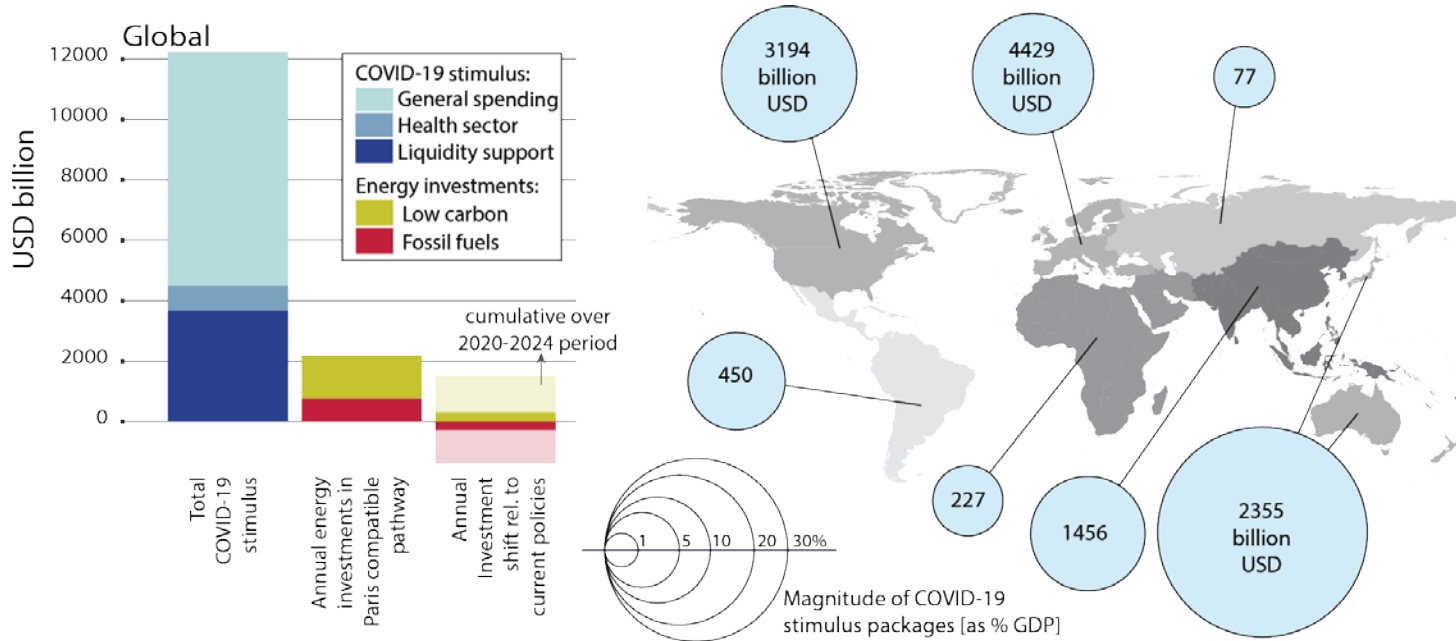 Global
USD billion
12000
10000
8000
6000
4000
2000
0
COVID-19 stimulus:
General spending
Health sector
Liquidity support
Energy investments:
Low carbon
Fossil fuels
cumulative over
2020-2024 period
Total
COVID-19
stimulus
Annual energy
investments in
Paris compatible
pathway
Annual
Investment
shift rel. to
current policies
3194
billion
USD
4429
billion
USD
77
450
227
1456
2355
billion
USD
1 5 10 20 30%
Magnitude of COVID-19
stimulus packages [as % GDP]